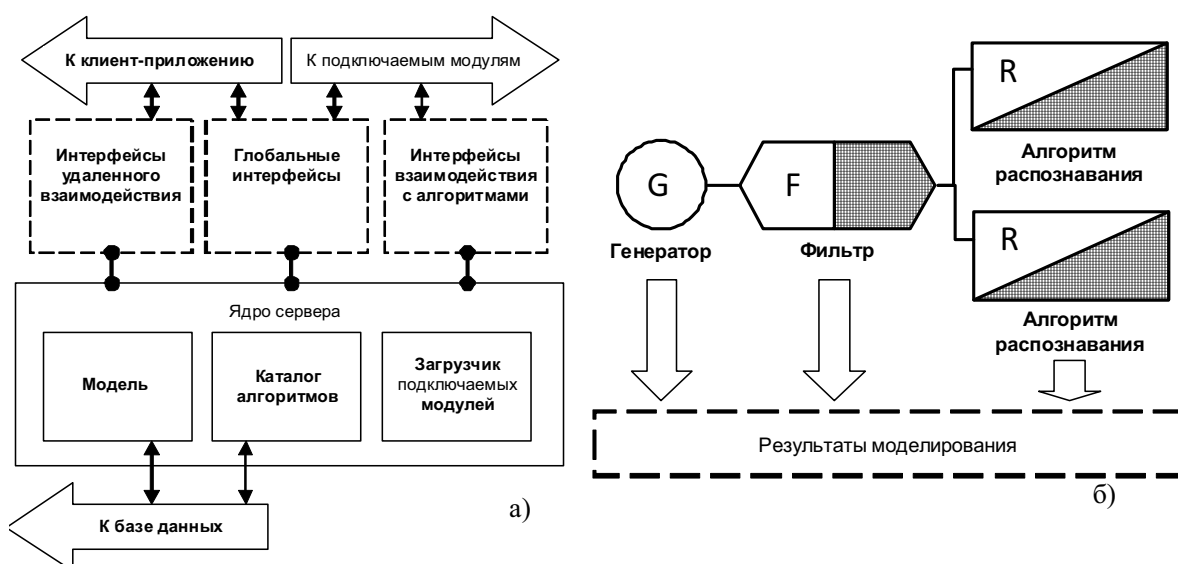 К клиент-приложению
К подключаемым модулям
Интерфейсы
удаленного
взаимодействия
Глобальные
интерфейсы
Интерфейсы
взаимодействия
с алгоритмами
Ядро сервера
Модель
Каталог
алгоритмов
Загрузчик
подключаемых
модулей
К базе данных
а)
G
Генератор
F
Фильтр
R
Алгоритм
распознавания
R
Алгоритм
распознавания
Результаты моделирования
б)